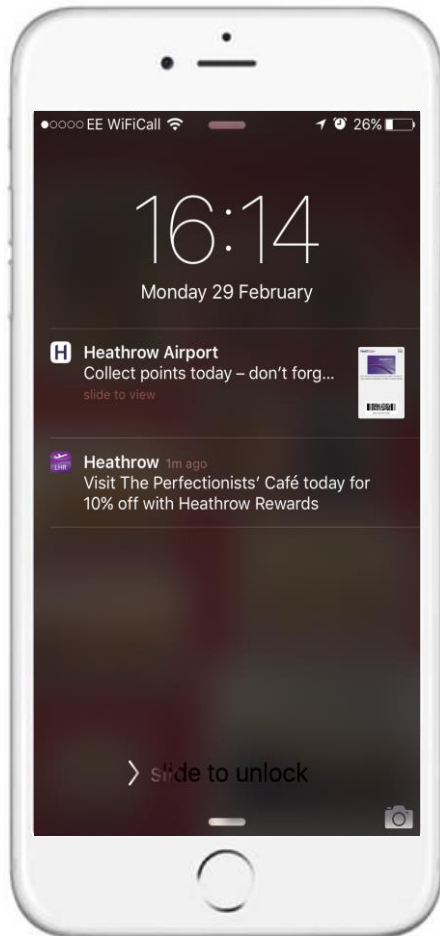 EE WiFiCall 26%
16:14
Monday 29 February
H Heathrow Airport
Collect points today – don't forg...
slide to view
Heathrow 1m ago
LHR
Visit The Perfectionists' Café today for
10% off with Heathrow Rewards
slide to unlock